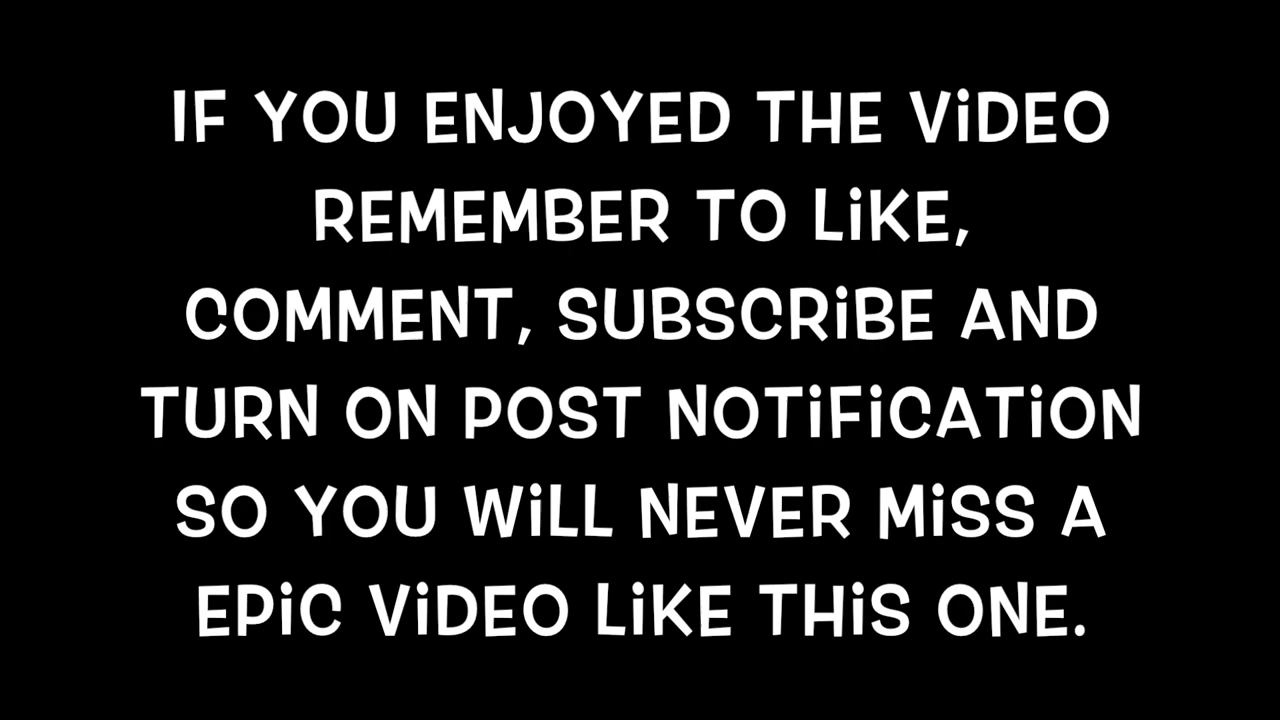 IF YOU ENJOYED THE ViDEO
REMEMBER TO LiKE,
COMMENT, SUBSCRiBE AND
TURN ON POST NOTiFiCATiON
SO YOU WiLL NEVER MiSS A
EPiC ViDEO LiKE THiS ONE.